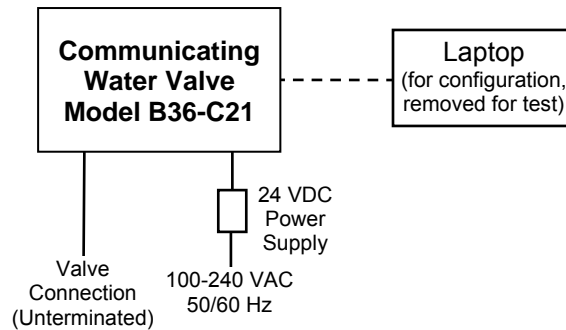 Communicating
Water Valve
Model B36-C21
Laptop
(for configuration,
removed for test)
24 VDC
Power
Supply
Valve
Connection
(Unterminated)
100-240 VAC
50/60 Hz